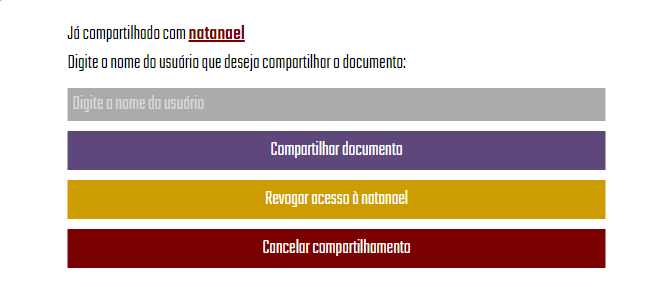 Já compartilhado com natanael
Digite o nome do usuário que deseja compartilhar o documento:
Digite o nome do usuário
Compartilhar documento
Revogar acesso à natanael
Cancelar compartilhamento